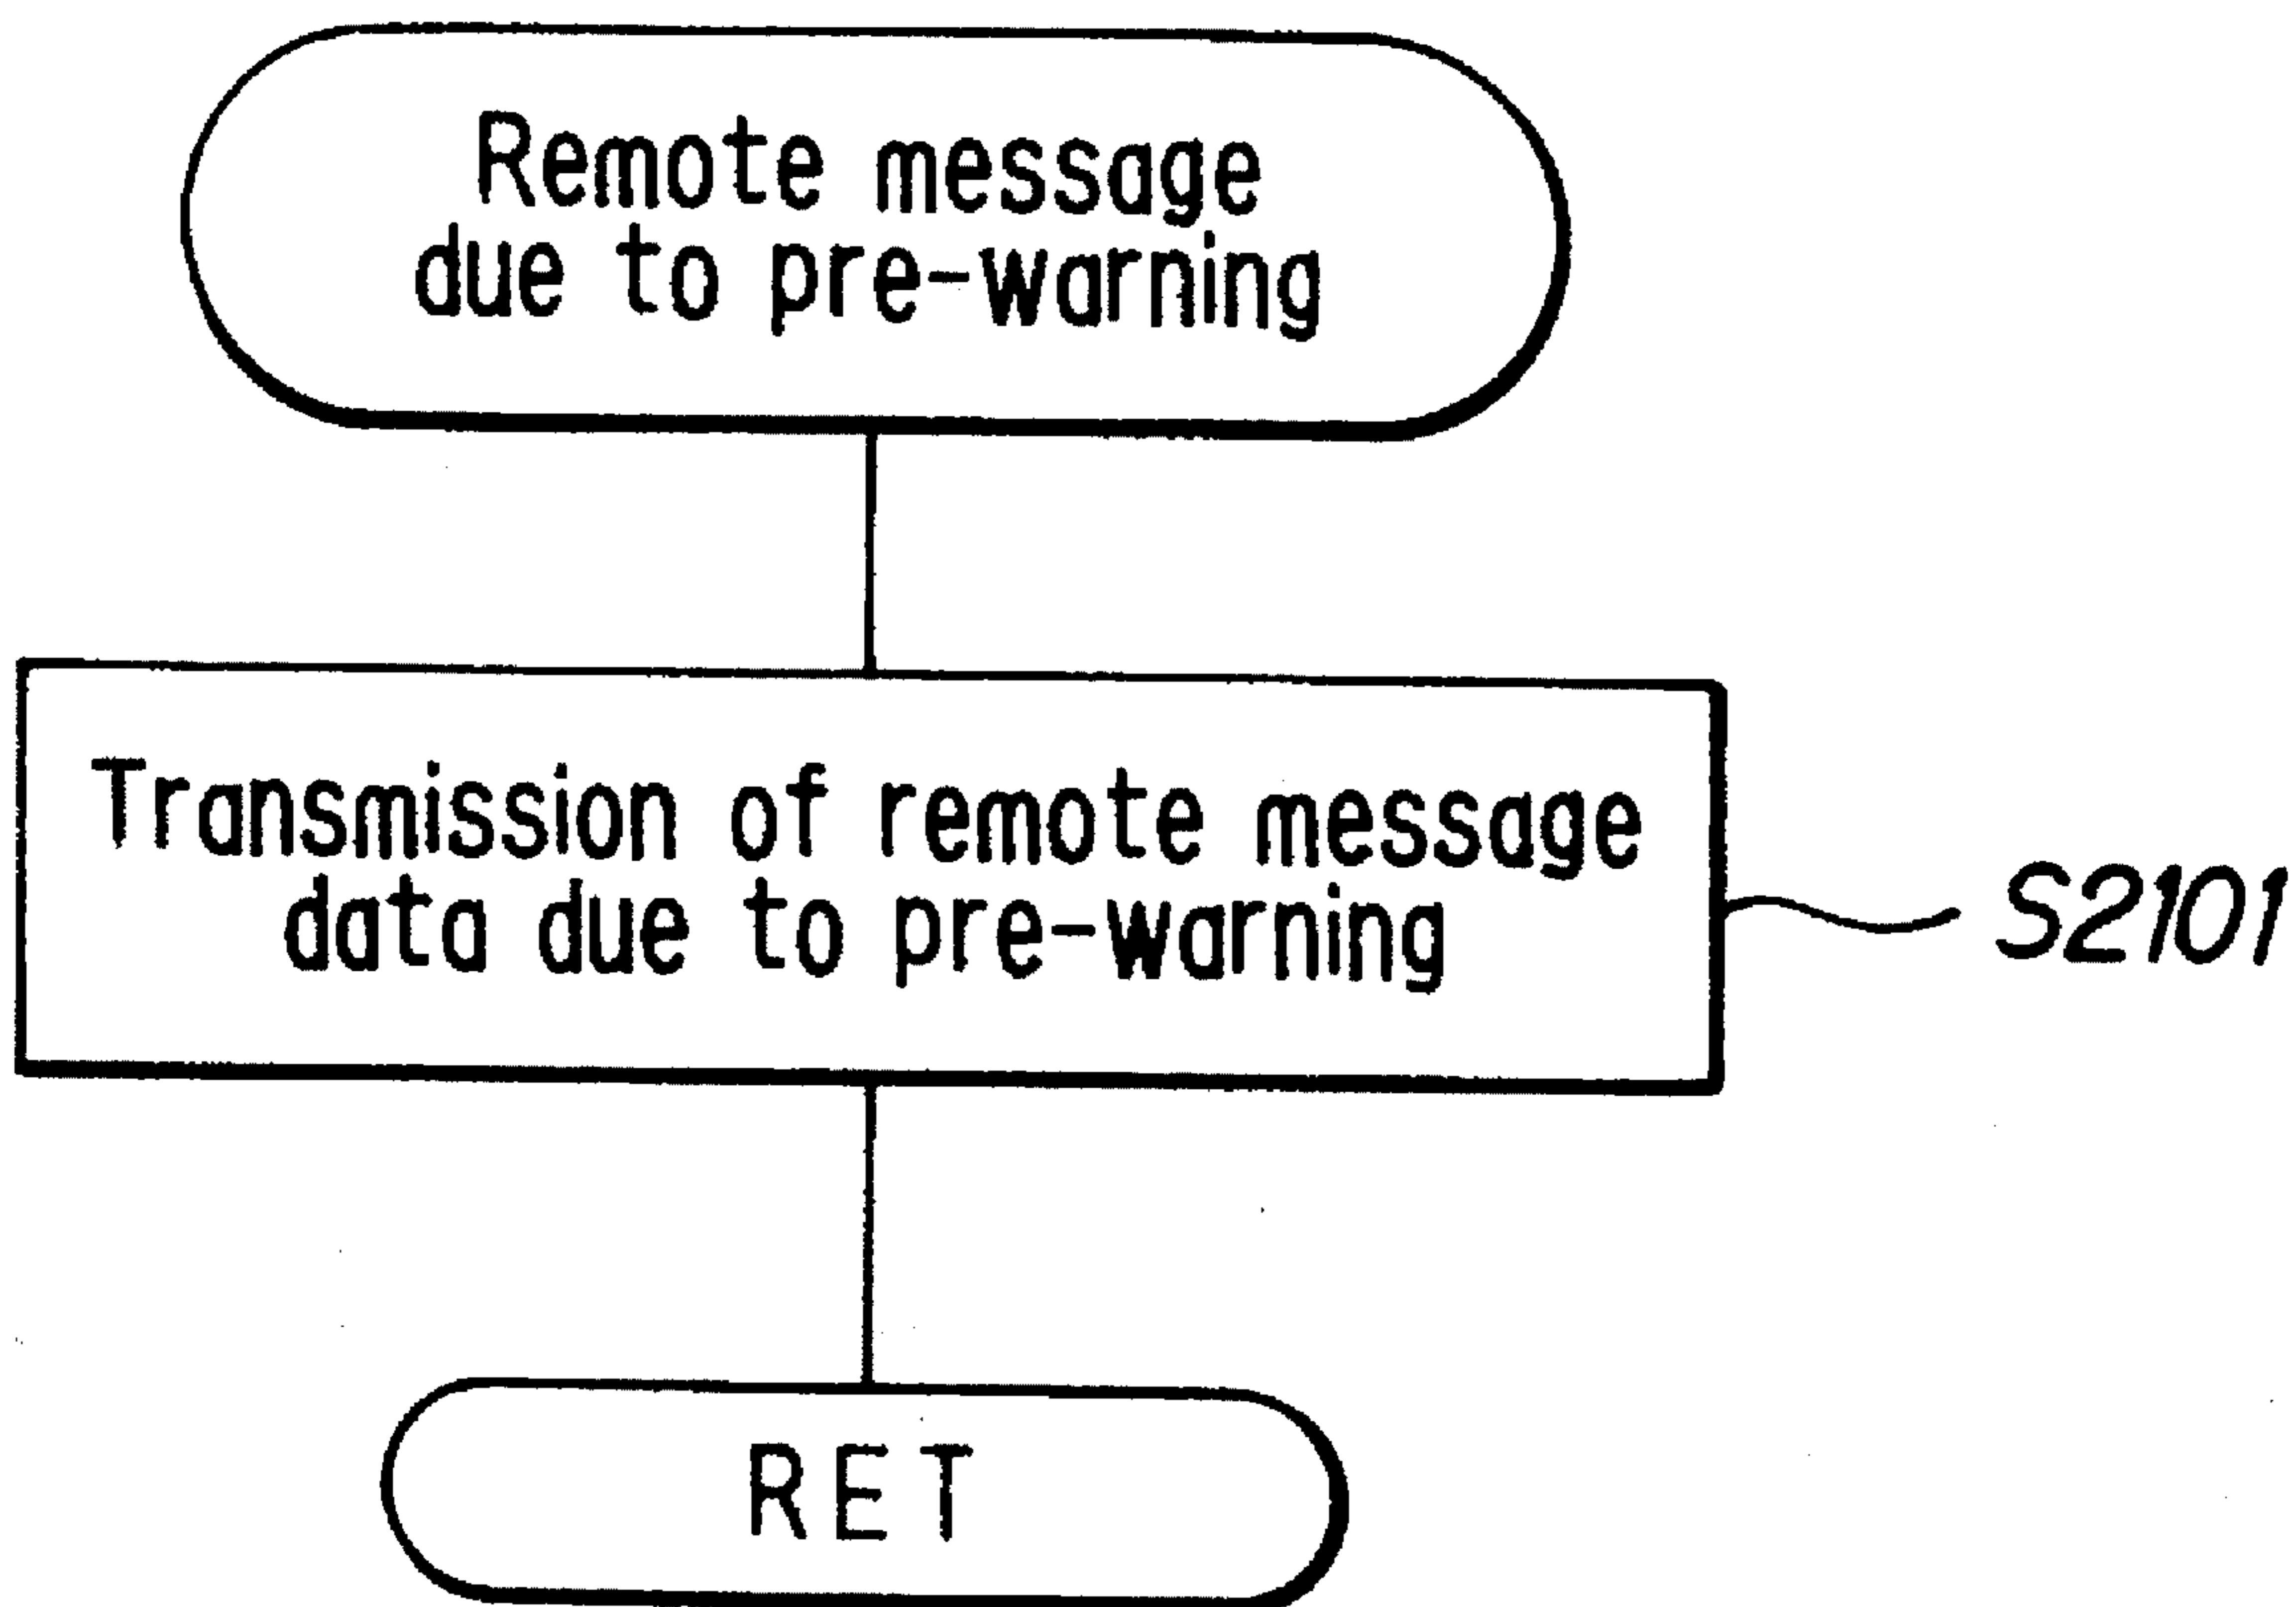 Remote message
due to pre-warning
Transmission of remote message
data due to pre-warning
S2101
RET